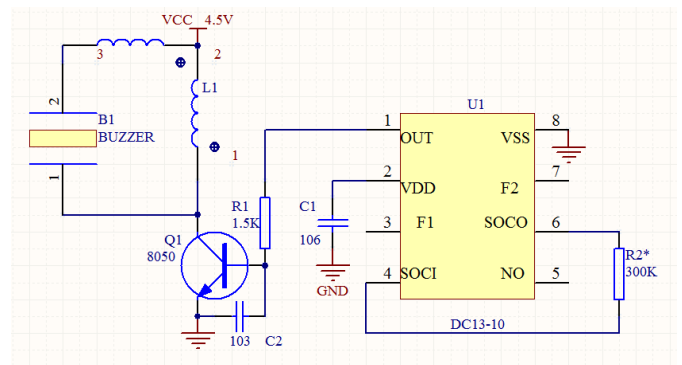 VCC 4.5V
3
2
L1
2
B1
BUZZER
1
1
R1
1.5K
Q1
8050
103 C2
C1
106
GND
U1
1 OUT
VSS 8
2 VDD
F2 7
3 F1
SOCO 6
4 SOCI
NO 5
R2*
300K
DC13-10